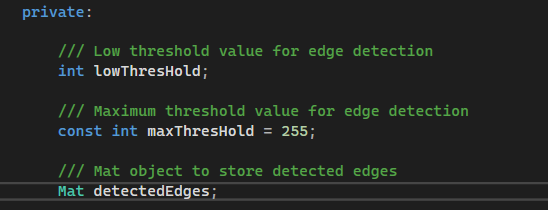 private:
/// Low threshold value for edge detection
int lowThresHold;
/// Maximum threshold value for edge detection
const int maxThresHold = 255;
/// Mat object to store detected edges
Mat detectedEdges;